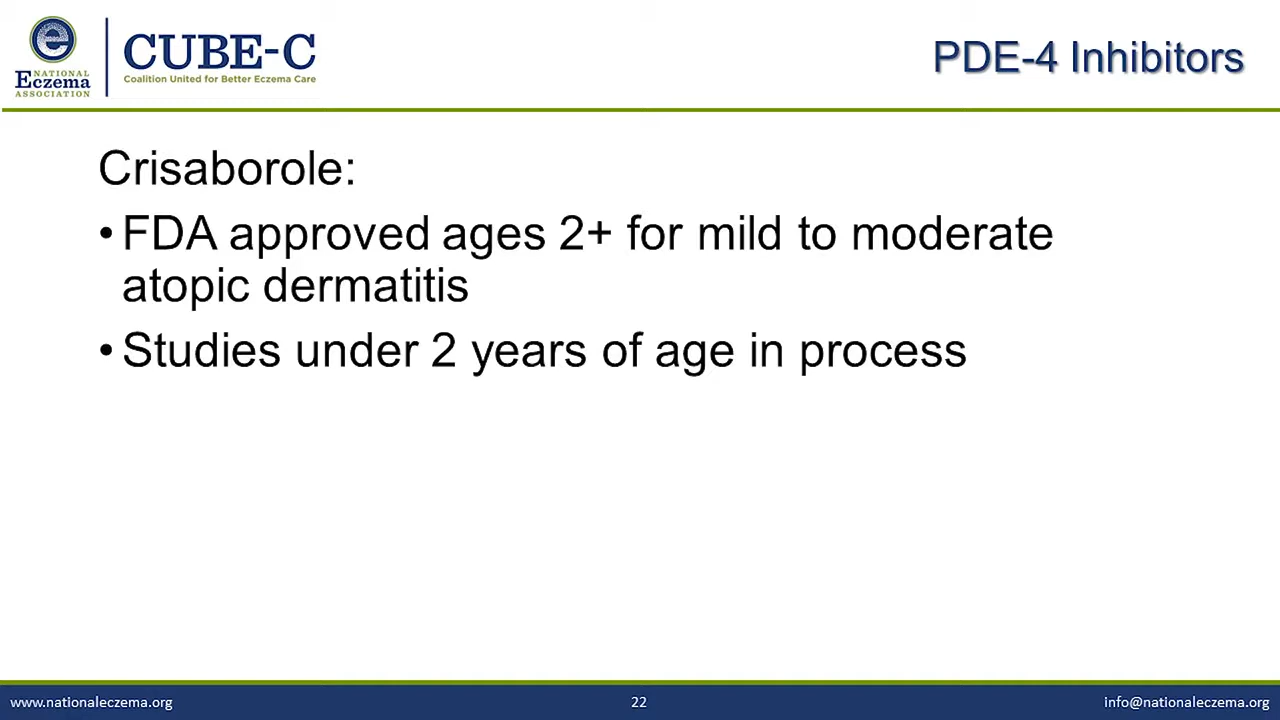 e
NATIONAL
Eczema
ASSOCIATION
CUBE-C
Coalition United for Better Eczema Care
PDE-4 Inhibitors
Crisaborole:
• FDA approved ages 2+ for mild to moderate
atopic dermatitis
• Studies under 2 years of age in process
www.nationaleczema.org
22
info@nationaleczema.org